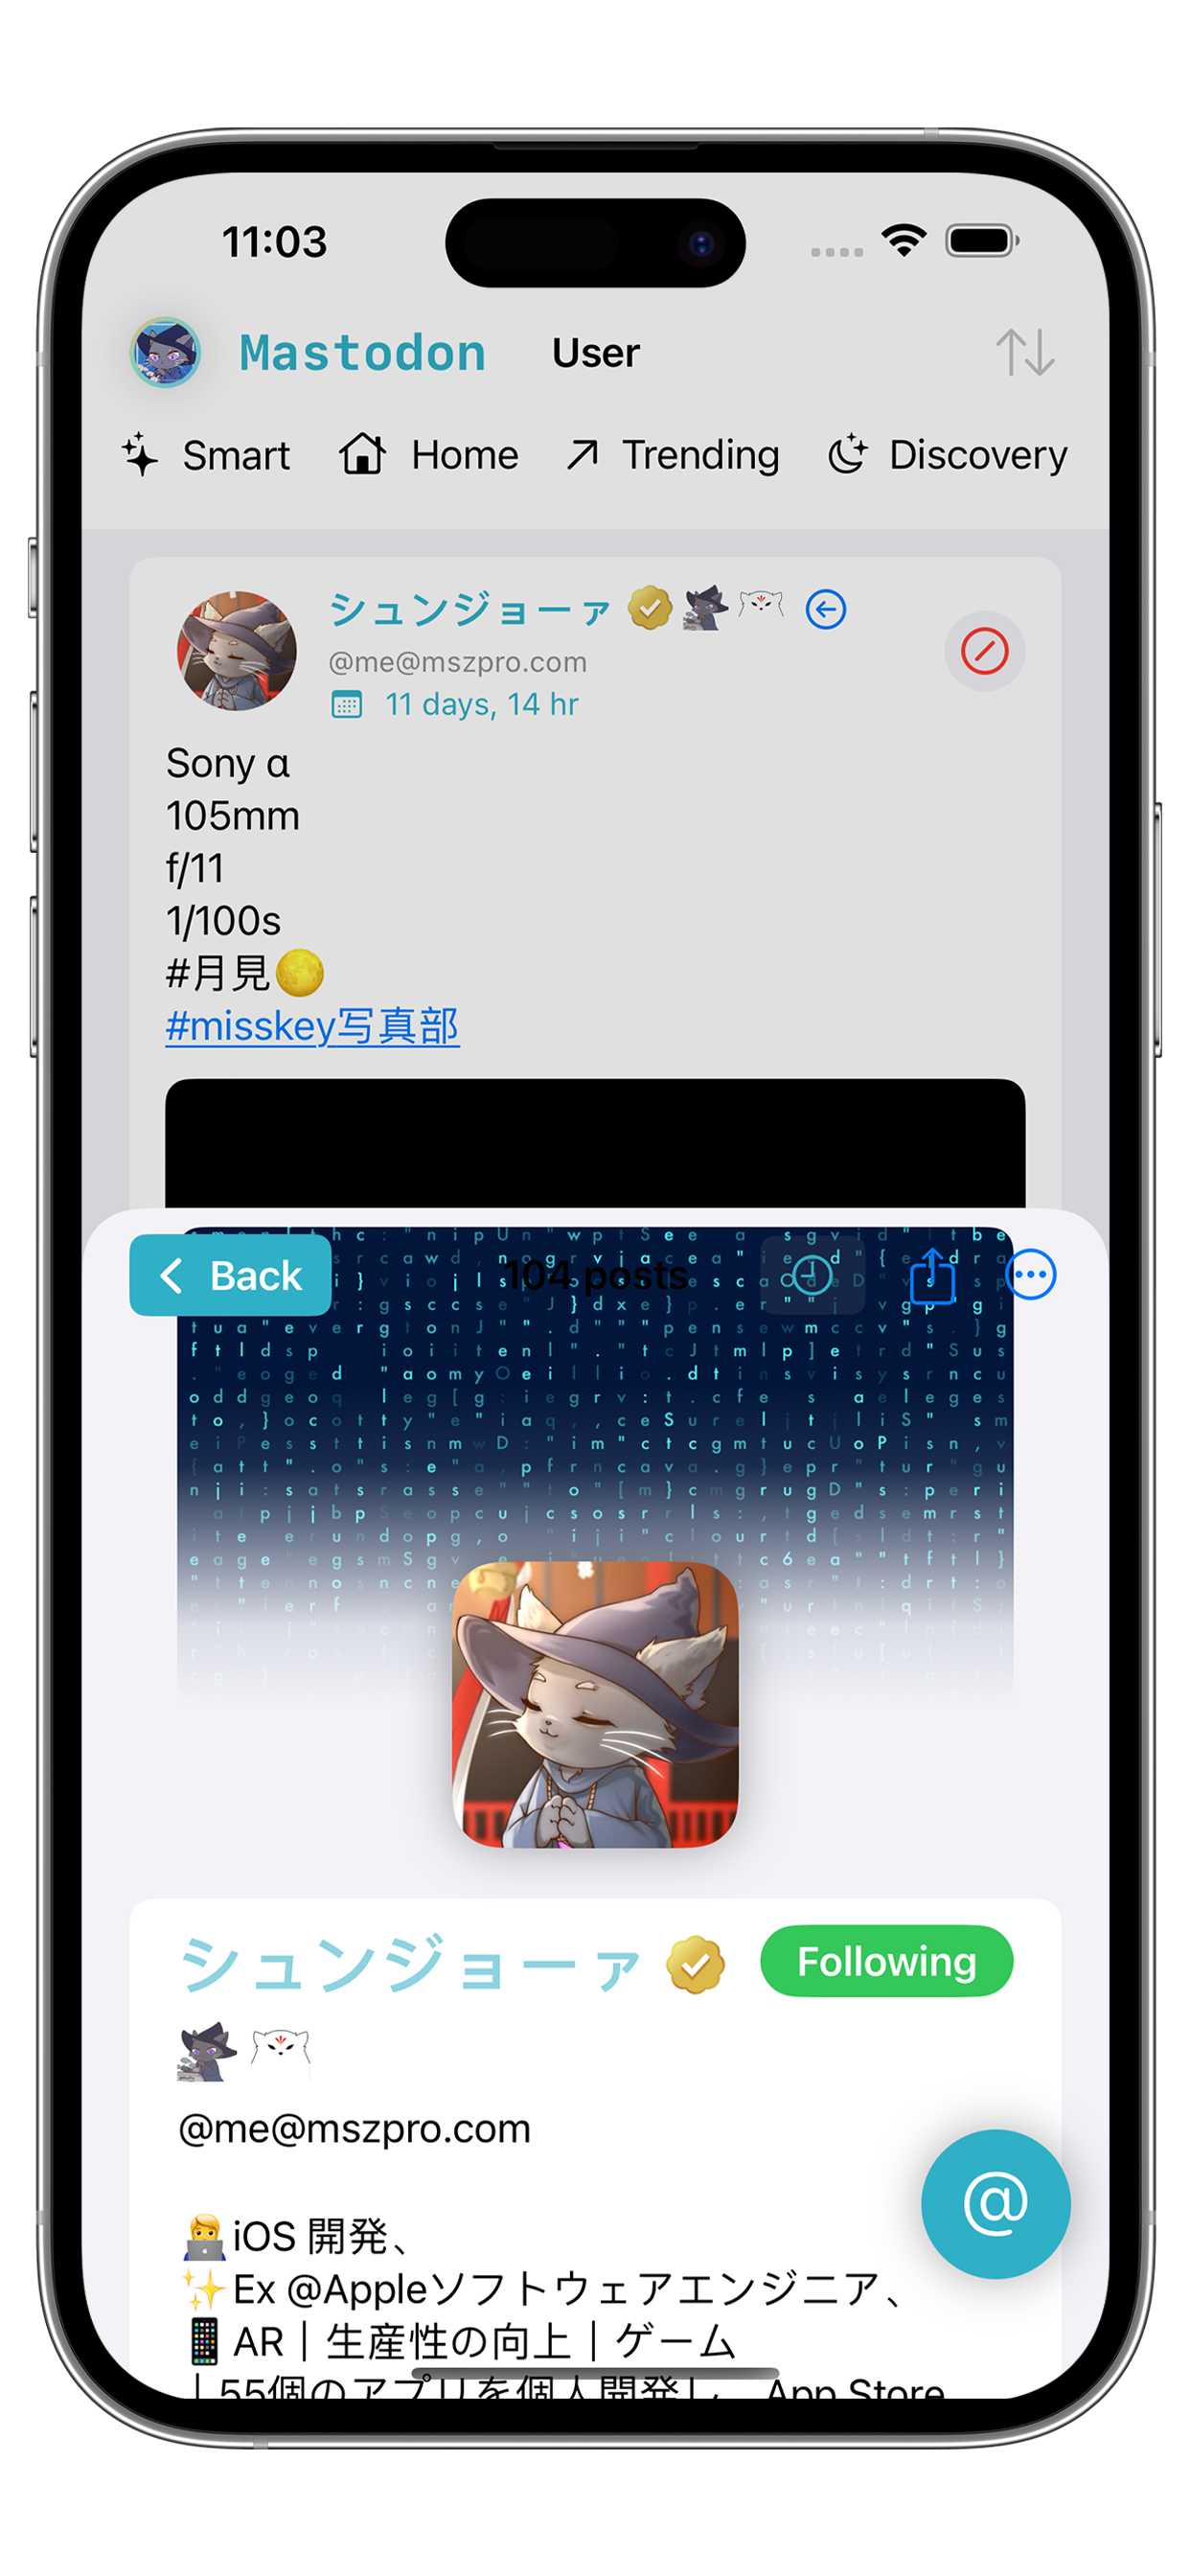 11:03
Mastodon User
Smart Home Trending Discovery
シュンジョーァ
@me@mszpro.com
11 days, 14 hr
Sony α
105mm
f/11
1/100s
#月見🌕
#misskey写真部
Back 104 posts
シュンジョーァ Following
@me@mszpro.com
@
🧑‍💻iOS 開発、
✨Ex @Appleソフトウェアエンジニア、
📱AR｜生産性の向上｜ゲーム
｜55個のアプリを個人開発し、App Store